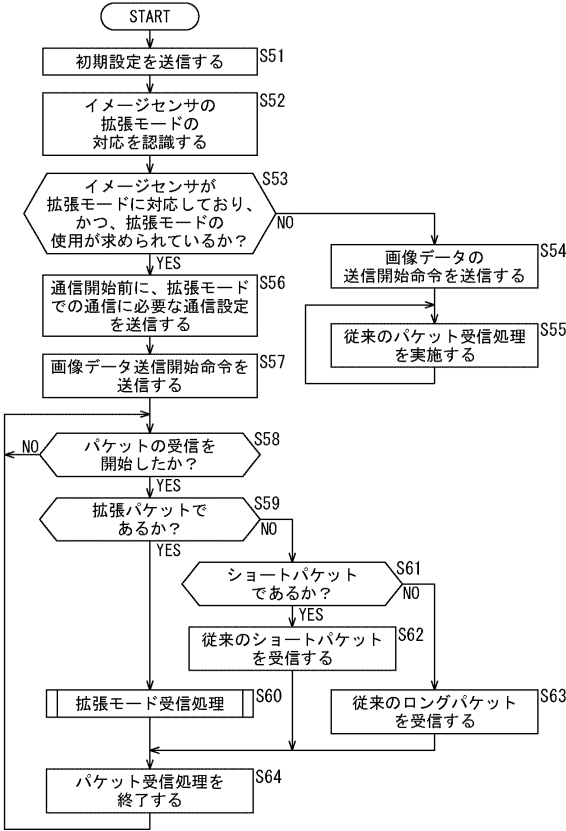 START
初期設定を送信する
S51
イメージセンサの
拡張モードの
対応を認識する
S52
イメージセンサが
拡張モードに対応しており、
かつ、拡張モードの
使用が求められているか?
S53
NO
YES
画像データの
送信開始命令を送信する
S54
従来のパケット受信処理
を実施する
S55
通信開始前に、拡張モード
での通信に必要な通信設定
を送信する
S56
画像データ送信開始命令を
送信する
S57
パケットの受信を
開始したか?
S58
NO
YES
拡張パケットで
あるか?
S59
NO
YES
ショートパケット
であるか?
S61
NO
YES
従来のショートパケット
を受信する
S62
拡張モード受信処理
S60
従来のロングパケット
を受信する
S63
パケット受信処理を
終了する
S64